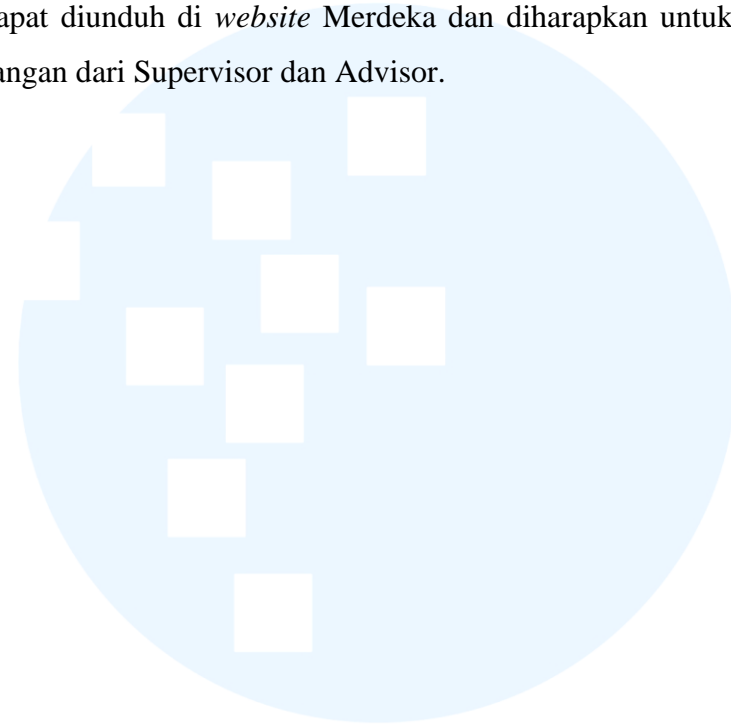 apat diunduh di website Merdeka dan diharapkan untuk
angan dari Supervisor dan Advisor.